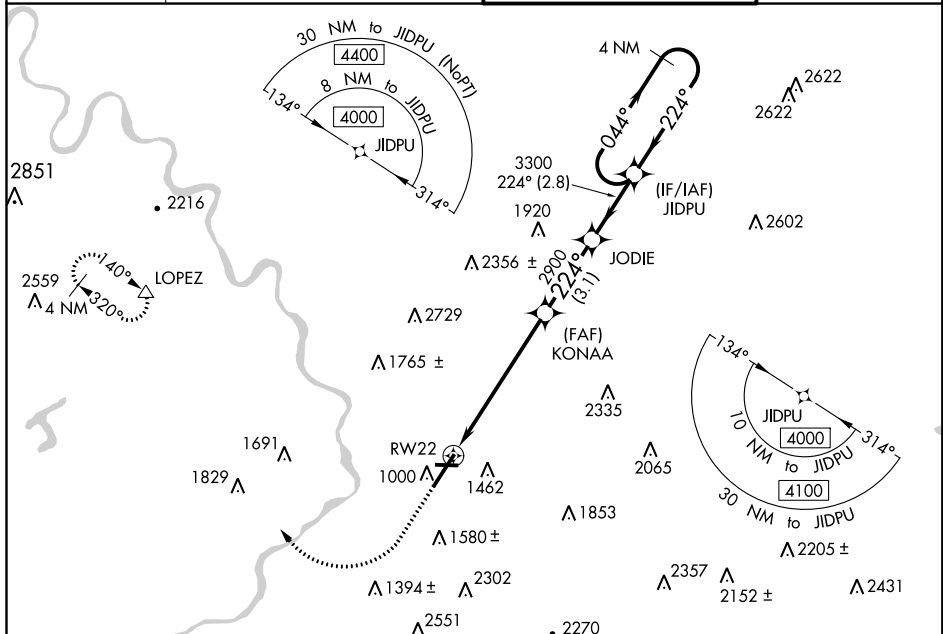 30 NM to JIDPU (NoPT)
4400
8 NM to JIDPU
4000
134°
JIDPU
314°
4 NM
044°
224°
2622
2622
2851
2216
3300
224° (2.8)
(IF/IAF)
JIDPU
1920
2602
JODIE
2356 ±
2900
224°
(3.1)
140°
LOPEZ
2559
4 NM
320°
2729
(FAF)
KONAA
1765 ±
134°
2335
JIDPU
4000
314°
10 NM to JIDPU
4100
30 NM to JIDPU
RW22
1691
1000
1462
2065
1829
1853
1580 ±
2205 ±
1394 ±
2302
2357
2152 ±
2431
2551
2270